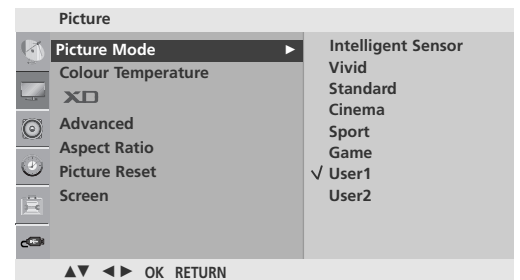 Picture
Picture Mode ►
Colour Temperature
XD
Advanced
Aspect Ratio
Picture Reset
Screen
Intelligent Sensor
Vivid
Standard
Cinema
Sport
Game
√ User1
User2
▲▼ ◄► OK RETURN